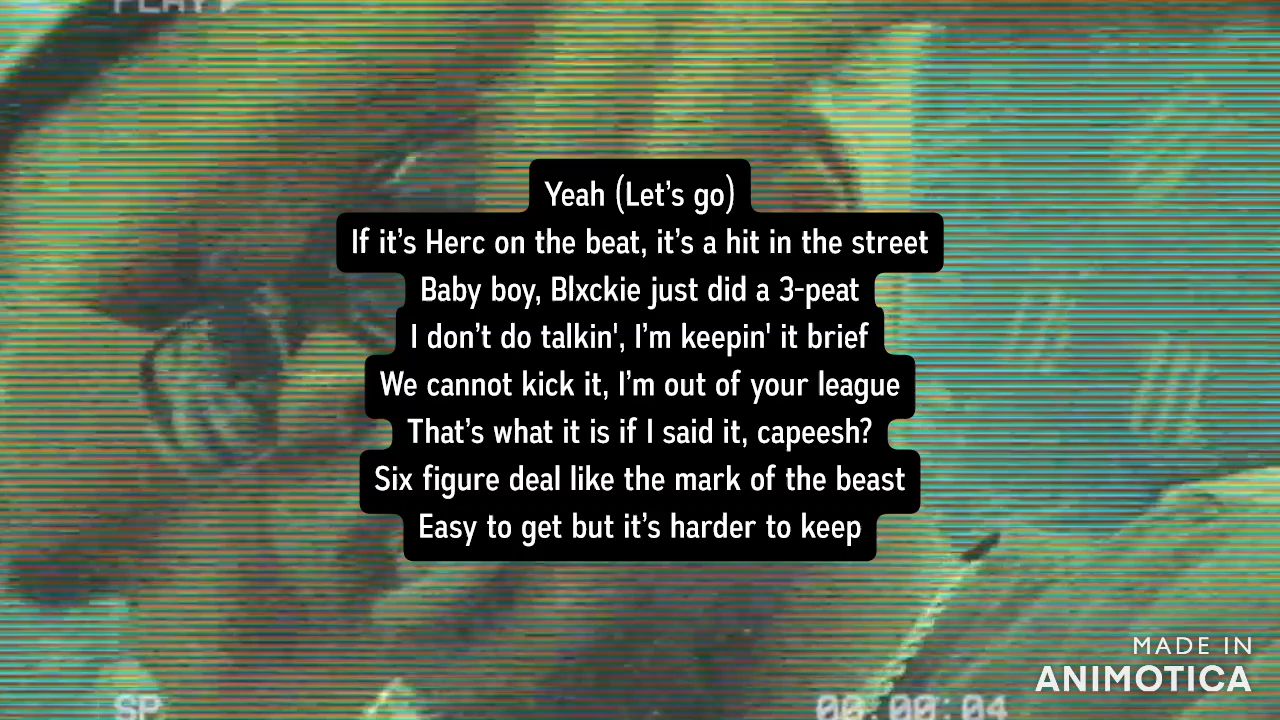 PLAY
Yeah (Let’s go)
If it’s Herc on the beat, it’s a hit in the street
Baby boy, Blxckie just did a 3-peat
I don’t do talkin', I’m keepin' it brief
We cannot kick it, I’m out of your league
That’s what it is if I said it, capeesh?
Six figure deal like the mark of the beast
Easy to get but it’s harder to keep
MADE IN
ANIMOTICA
SP 00:00:04